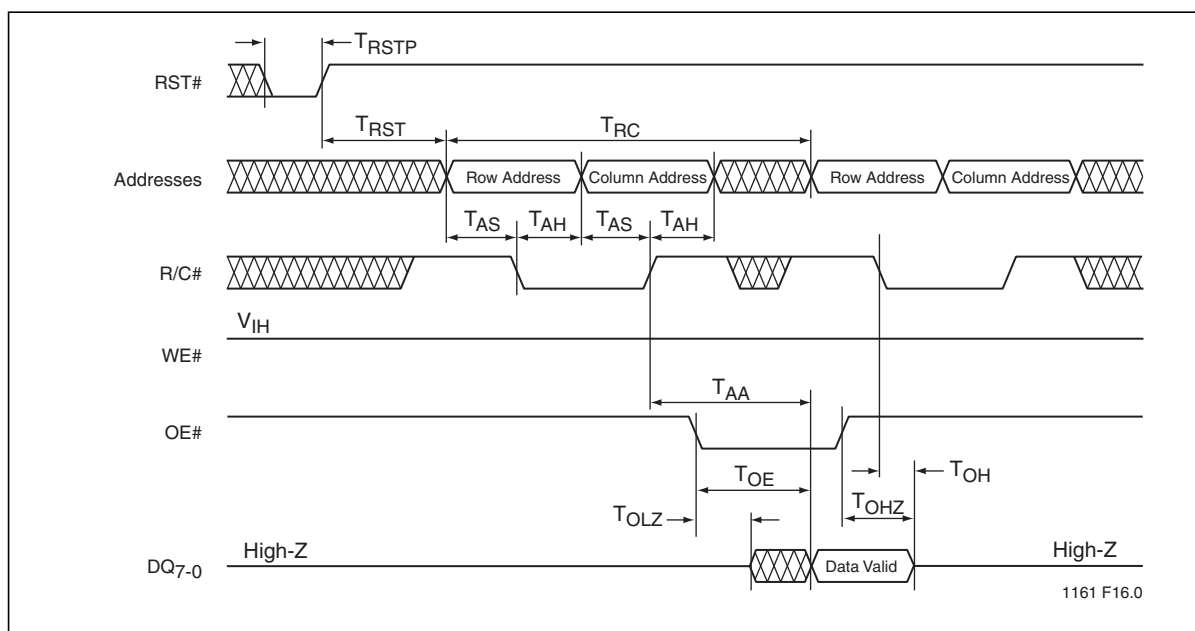 T_RSTP
RST#
T_RST T_RC
Addresses Row Address Column Address Row Address Column Address
T_AS T_AH T_AS T_AH
R/C#
V_IH
WE#
T_AA
OE#
T_OE T_OH
T_OLZ T_OHZ
High-Z High-Z
DQ_7-0 Data Valid
1161 F16.0